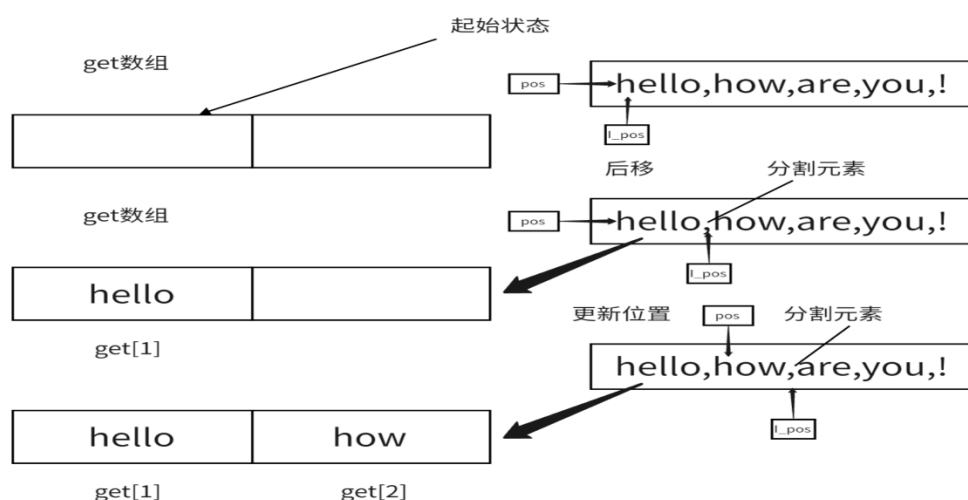 起始状态
get数组
pos
hello,how,are,you,!
l_pos
后移
分割元素
get数组
pos
hello,how,are,you,!
l_pos
hello
get[1]
更新位置
pos
分割元素
hello,how,are,you,!
l_pos
hello
how
get[1]
get[2]